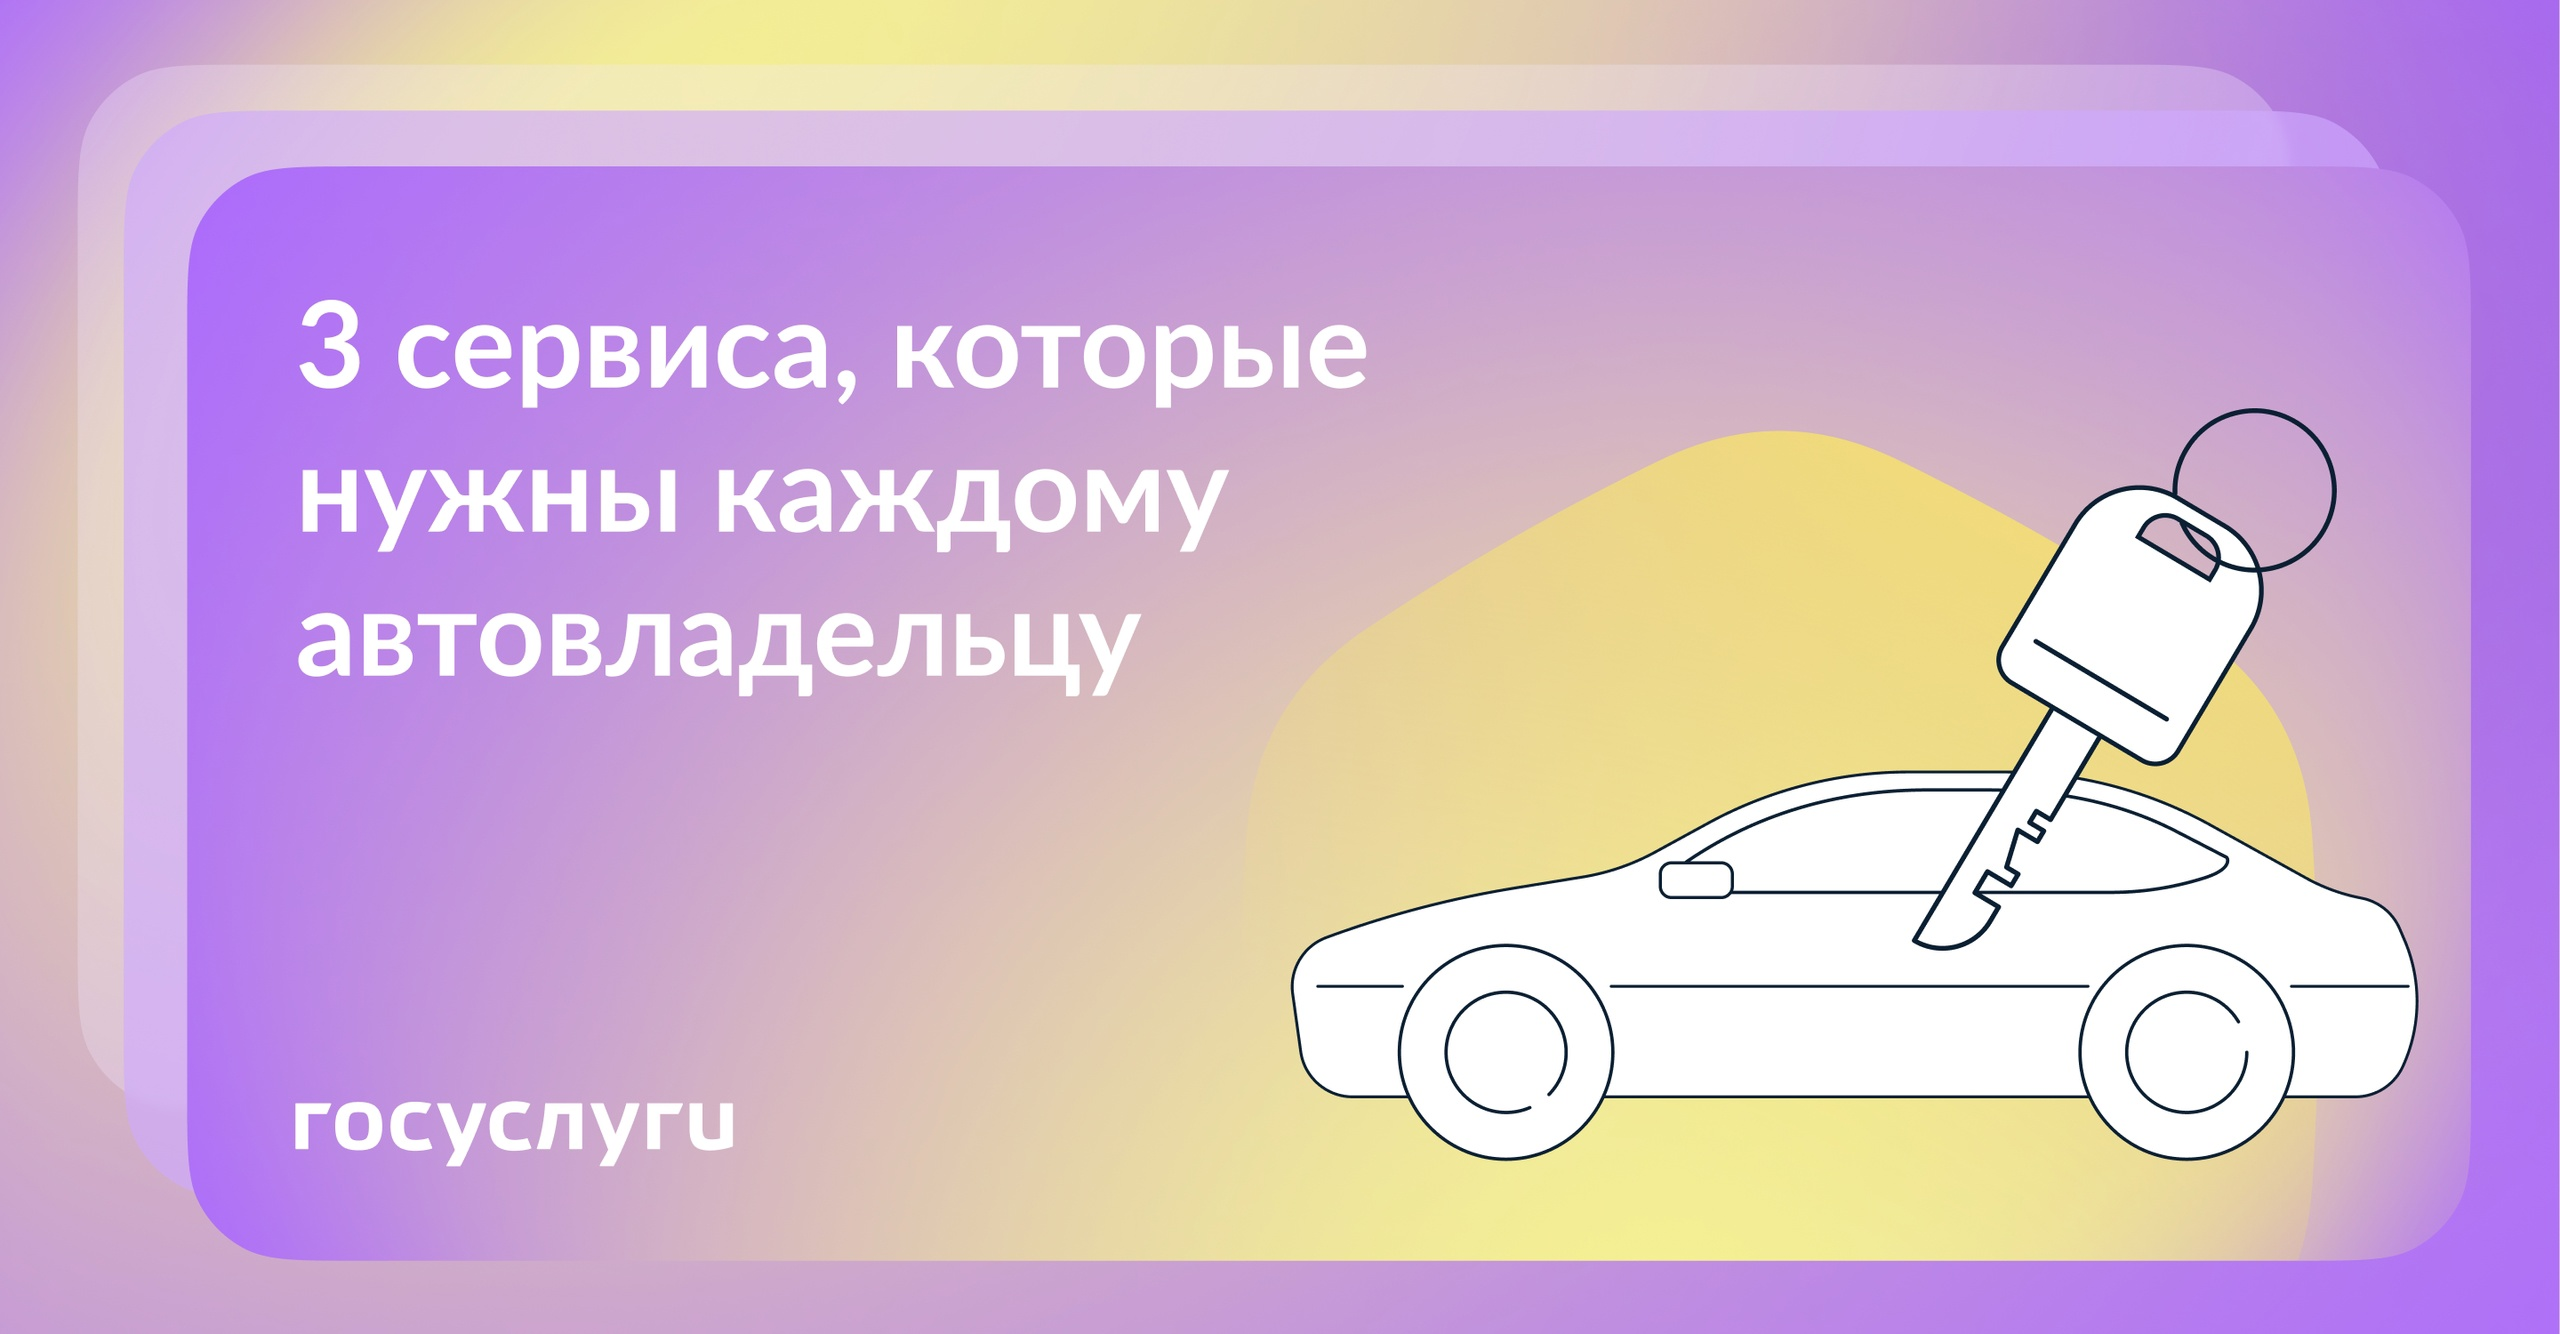 3 сервиса, которые
нужны каждому
автовладельцу
госуслуги